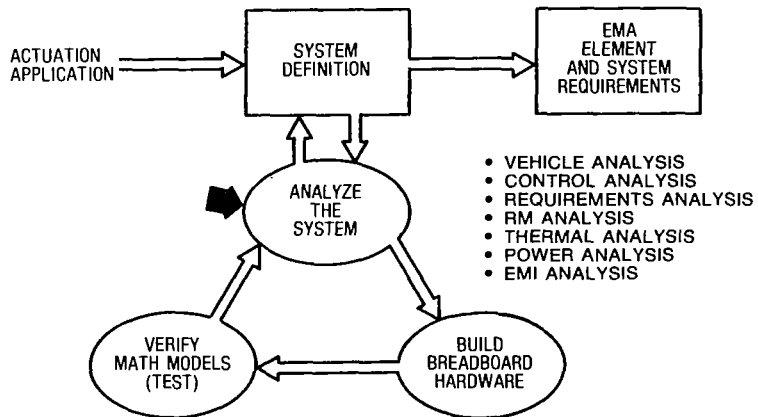 ACTUATION
APPLICATION
SYSTEM
DEFINITION
EMA
ELEMENT
AND SYSTEM
REQUIREMENTS
ANALYZE
THE
SYSTEM
• VEHICLE ANALYSIS
• CONTROL ANALYSIS
• REQUIREMENTS ANALYSIS
• RM ANALYSIS
• THERMAL ANALYSIS
• POWER ANALYSIS
• EMI ANALYSIS
VERIFY
MATH MODELS
(TEST)
BUILD
BREADBOARD
HARDWARE